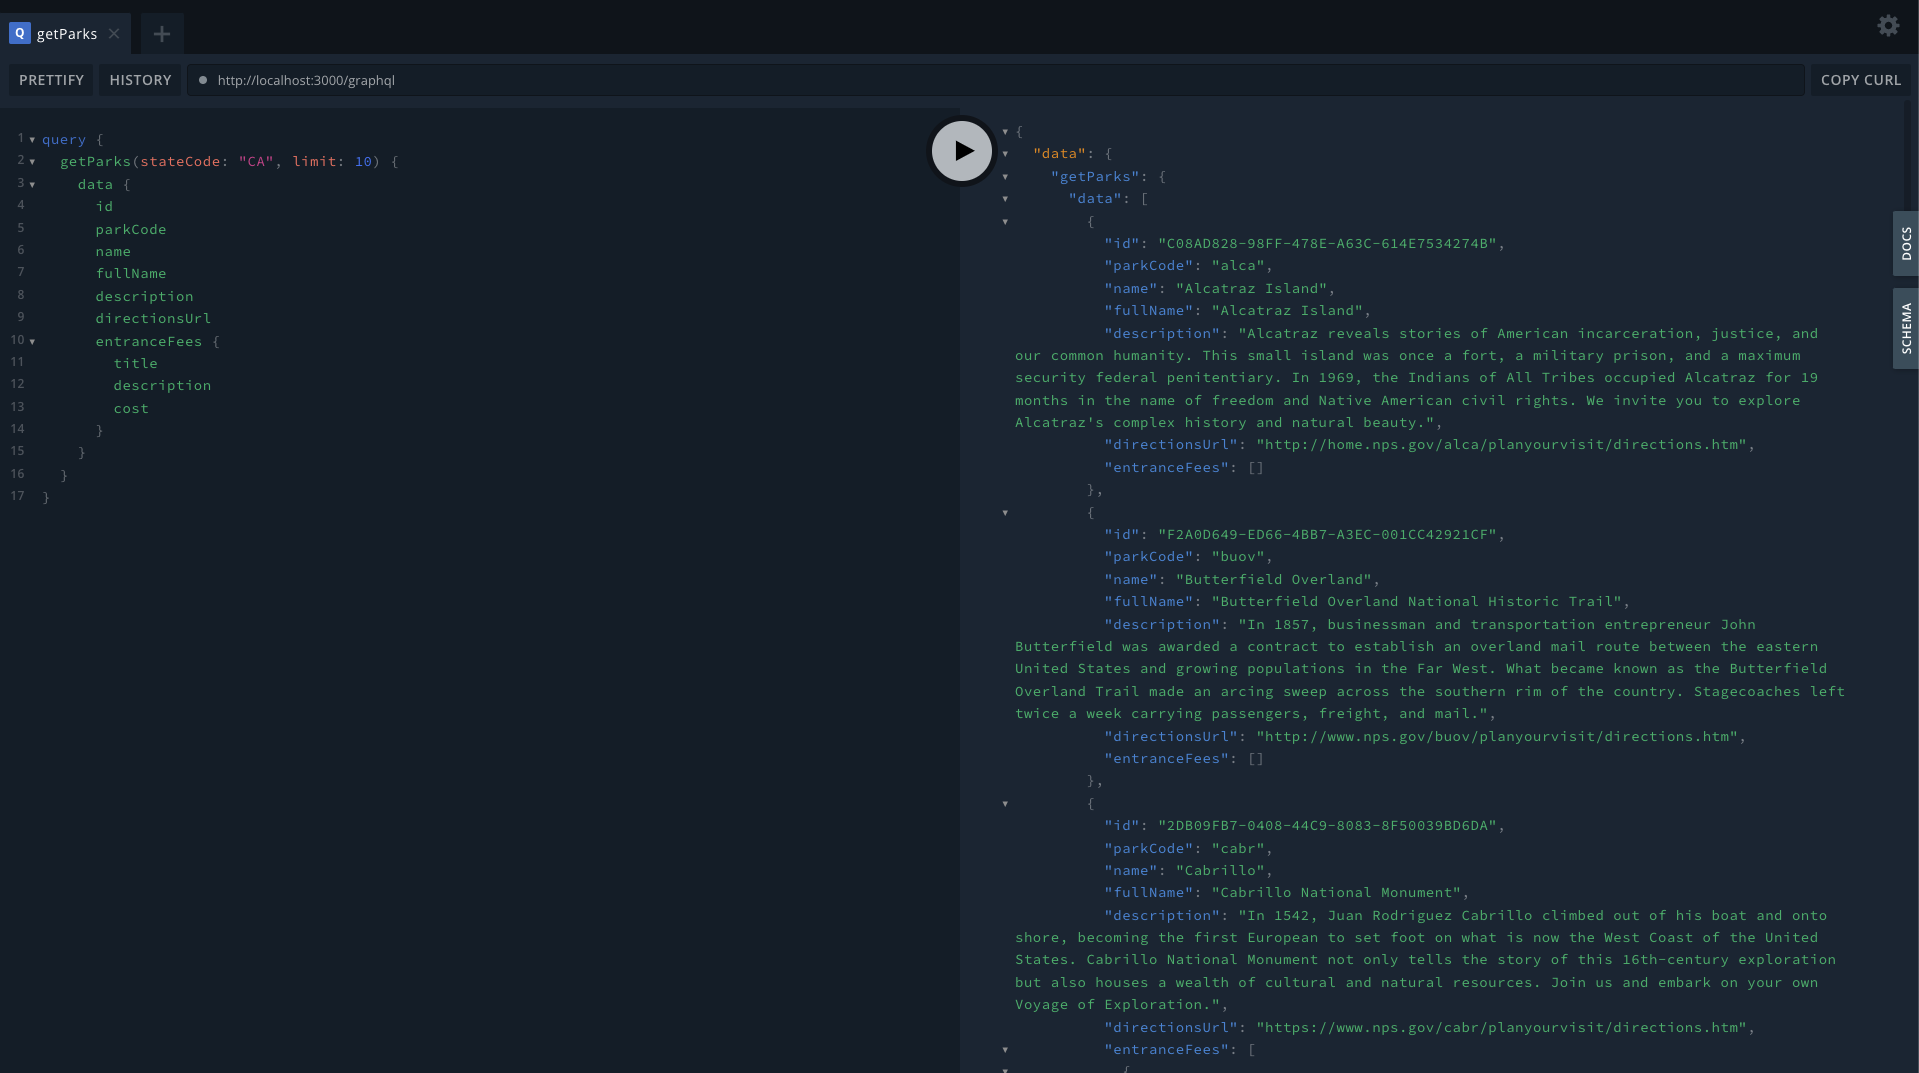 Q getParks
PRETTIFY HISTORY http://localhost:3000/graphql COPY CURL
1 query {
2 getParks(stateCode: "CA", limit: 10) {
3 data {
4 id
5 parkCode
6 name
7 fullName
8 description
9 directionsUrl
10 entranceFees {
11 title
12 description
13 cost
14 }
15 }
16 }
17 }
{
"data": {
"getParks": {
"data": [
{
"id": "C08AD828-98FF-478E-A63C-614E7534274B",
"parkCode": "alca",
"name": "Alcatraz Island",
"fullName": "Alcatraz Island",
"description": "Alcatraz reveals stories of American incarceration, justice, and
our common humanity. This small island was once a fort, a military prison, and a maximum
security federal penitentiary. In 1969, the Indians of All Tribes occupied Alcatraz for 19
months in the name of freedom and Native American civil rights. We invite you to explore
Alcatraz's complex history and natural beauty.",
"directionsUrl": "http://home.nps.gov/alca/planyourvisit/directions.htm",
"entranceFees": []
},
{
"id": "F2A0D649-ED66-4BB7-A3EC-001CC42921CF",
"parkCode": "buov",
"name": "Butterfield Overland",
"fullName": "Butterfield Overland National Historic Trail",
"description": "In 1857, businessman and transportation entrepreneur John
Butterfield was awarded a contract to establish an overland mail route between the eastern
United States and growing populations in the Far West. What became known as the Butterfield
Overland Trail made an arcing sweep across the southern rim of the country. Stagecoaches left
twice a week carrying passengers, freight, and mail.",
"directionsUrl": "http://www.nps.gov/buov/planyourvisit/directions.htm",
"entranceFees": []
},
{
"id": "2DB09FB7-0408-44C9-8083-8F50039BD6DA",
"parkCode": "cabr",
"name": "Cabrillo",
"fullName": "Cabrillo National Monument",
"description": "In 1542, Juan Rodriguez Cabrillo climbed out of his boat and onto
shore, becoming the first European to set foot on what is now the West Coast of the United
States. Cabrillo National Monument not only tells the story of this 16th-century exploration
but also houses a wealth of cultural and natural resources. Join us and embark on your own
Voyage of Exploration.",
"directionsUrl": "https://www.nps.gov/cabr/planyourvisit/directions.htm",
"entranceFees": [
{
DOCS
SCHEMA